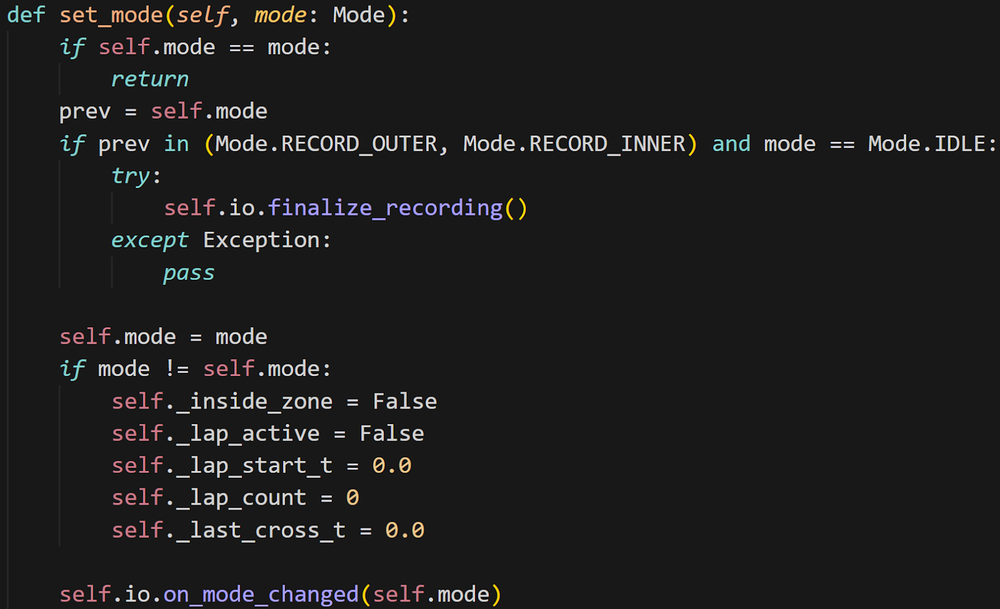 def set_mode(self, mode: Mode):
    if self.mode == mode:
        return
    prev = self.mode
    if prev in (Mode.RECORD_OUTER, Mode.RECORD_INNER) and mode == Mode.IDLE:
        try:
            self.io.finalize_recording()
        except Exception:
            pass

    self.mode = mode
    if mode != self.mode:
        self._inside_zone = False
        self._lap_active = False
        self._lap_start_t = 0.0
        self._lap_count = 0
        self._last_cross_t = 0.0

    self.io.on_mode_changed(self.mode)